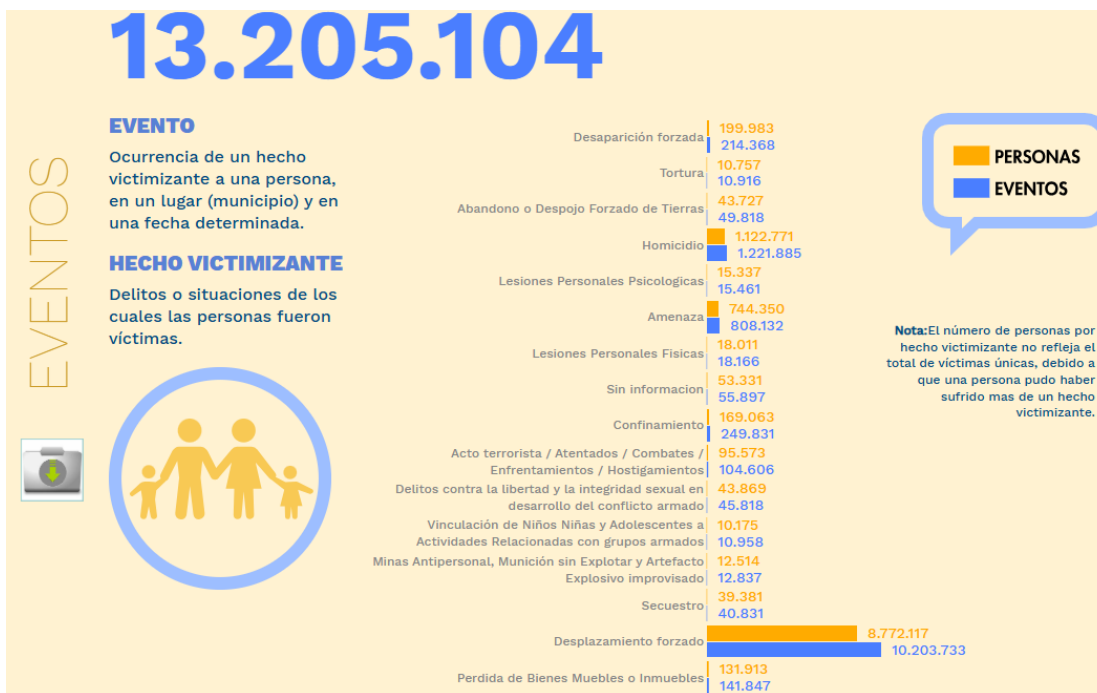 13.205.104
EVENTOS
EVENTO
Ocurrencia de un hecho
victimizante a una persona,
en un lugar (municipio) y en
una fecha determinada.
HECHO VICTIMIZANTE
Delitos o situaciones de los
cuales las personas fueron
víctimas.
Desaparición forzada
199.983
214.368
Tortura
10.757
10.916
Abandono o Despojo Forzado de Tierras
43.727
49.818
Homicidio
1.122.771
1.221.885
Lesiones Personales Psicologicas
15.337
15.461
Amenaza
744.350
808.132
Lesiones Personales Fisicas
18.011
18.166
Sin informacion
53.331
55.897
Confinamiento
169.063
249.831
Acto terrorista / Atentados / Combates /
Enfrentamientos / Hostigamientos
95.573
104.606
Delitos contra la libertad y la integridad sexual en
desarrollo del conflicto armado
43.869
45.818
Vinculación de Niños Niñas y Adolescentes a
Actividades Relacionadas con grupos armados
10.175
10.958
Minas Antipersonal, Munición sin Explotar y Artefacto
Explosivo improvisado
12.514
12.837
Secuestro
39.381
40.831
Desplazamiento forzado
8.772.117
10.203.733
Perdida de Bienes Muebles o Inmuebles
131.913
141.847
PERSONAS
EVENTOS
Nota:El número de personas por
hecho victimizante no refleja el
total de víctimas únicas, debido a
que una persona pudo haber
sufrido mas de un hecho
victimizante.